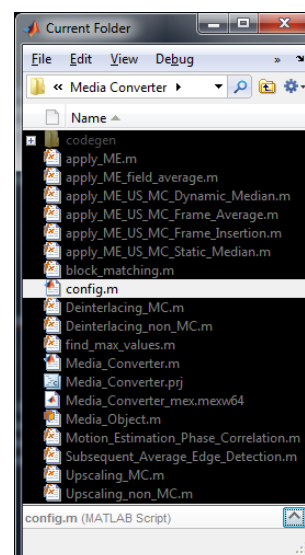 Current Folder
File Edit View Debug »
« Media Converter
Name
codegen
apply_ME.m
apply_ME_field_average.m
apply_ME_US_MC_Dynamic_Median.m
apply_ME_US_MC_Frame_Average.m
apply_ME_US_MC_Frame_Insertion.m
apply_ME_US_MC_Static_Median.m
block_matching.m
config.m
Deinterlacing_MC.m
Deinterlacing_non_MC.m
find_max_values.m
Media_Converter.m
Media_Converter.prj
Media_Converter_mex.mexw64
Media_Object.m
Motion_Estimation_Phase_Correlation.m
Subsequent_Average_Edge_Detection.m
Upscaling_MC.m
Upscaling_non_MC.m
config.m (MATLAB Script)